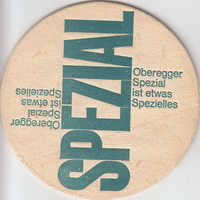 SPEZIAL
Oberegger
Spezial
ist etwas
Spezielles
Oberegger
Spezial
ist etwas
Spezielles